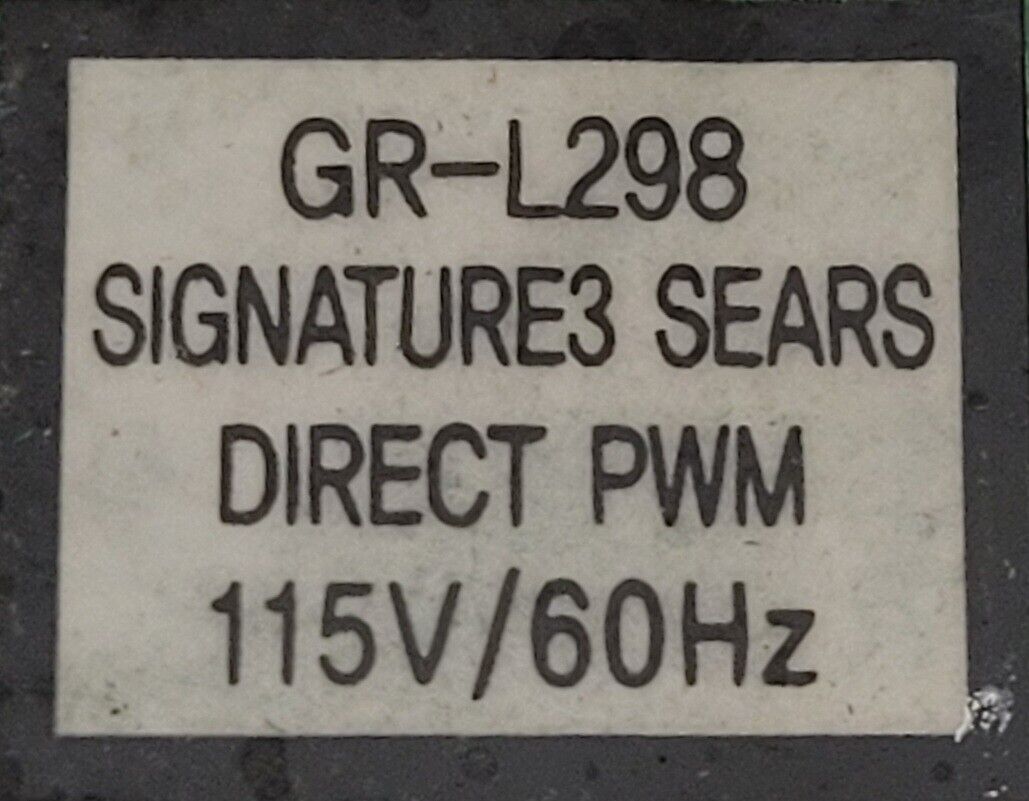 GR-L298
SIGNATURE3 SEARS
DIRECT PWM
115V/60Hz